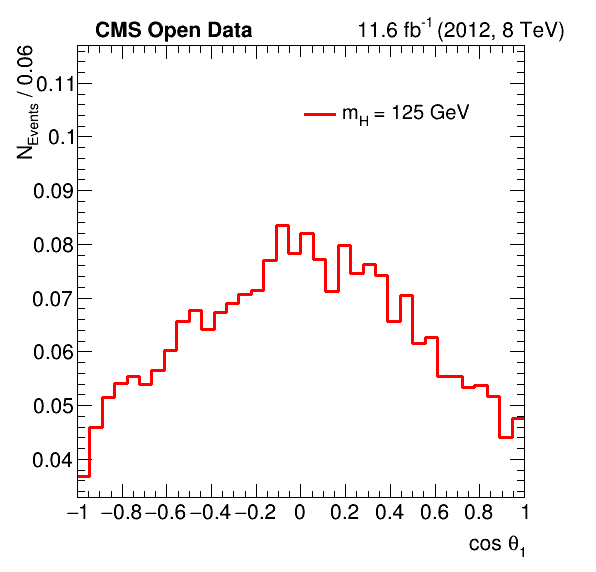 CMS Open Data 11.6 fb⁻¹ (2012, 8 TeV)
N_Events / 0.06
m_H = 125 GeV
0.11
0.1
0.09
0.08
0.07
0.06
0.05
0.04
−1 −0.8 −0.6 −0.4 −0.2 0 0.2 0.4 0.6 0.8 1
cos θ₁